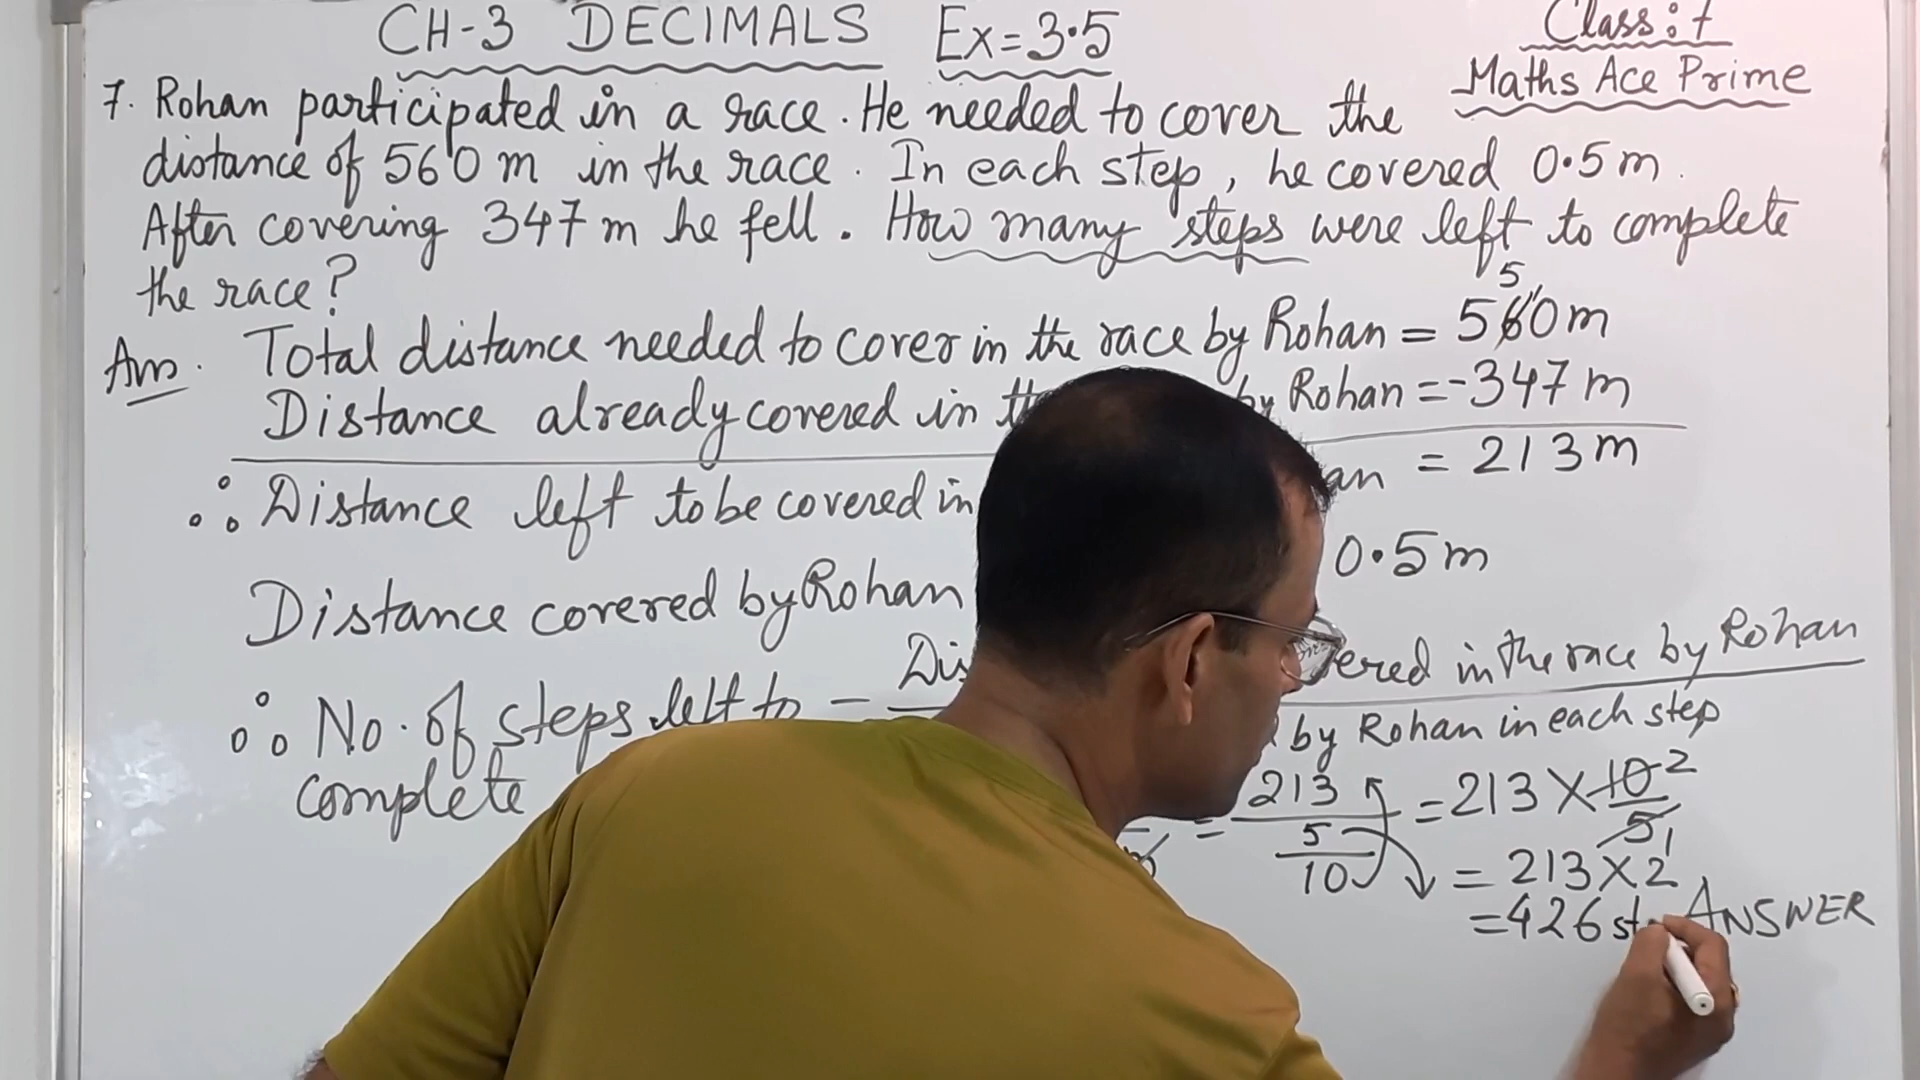 CH-3 DECIMALS Ex=3.5
Class: 7
Maths Ace Prime
7. Rohan participated in a race. He needed to cover the
distance of 560 m in the race. In each step, he covered 0.5 m.
After covering 347 m he fell. How many steps were left to complete
the race?
Ans. Total distance needed to cover in the race by Rohan = 560 m
5
Distance already covered in by Rohan = -347 m
∴ Distance left to be covered in = 213 m
Distance covered by Rohan 0.5 m
∴ No. of steps left to = in the race by Rohan
complete by Rohan in each step
= 213 / 5/10 = 213 × 10 2 / 5 1
= 213 × 2
= 426 ANSWER